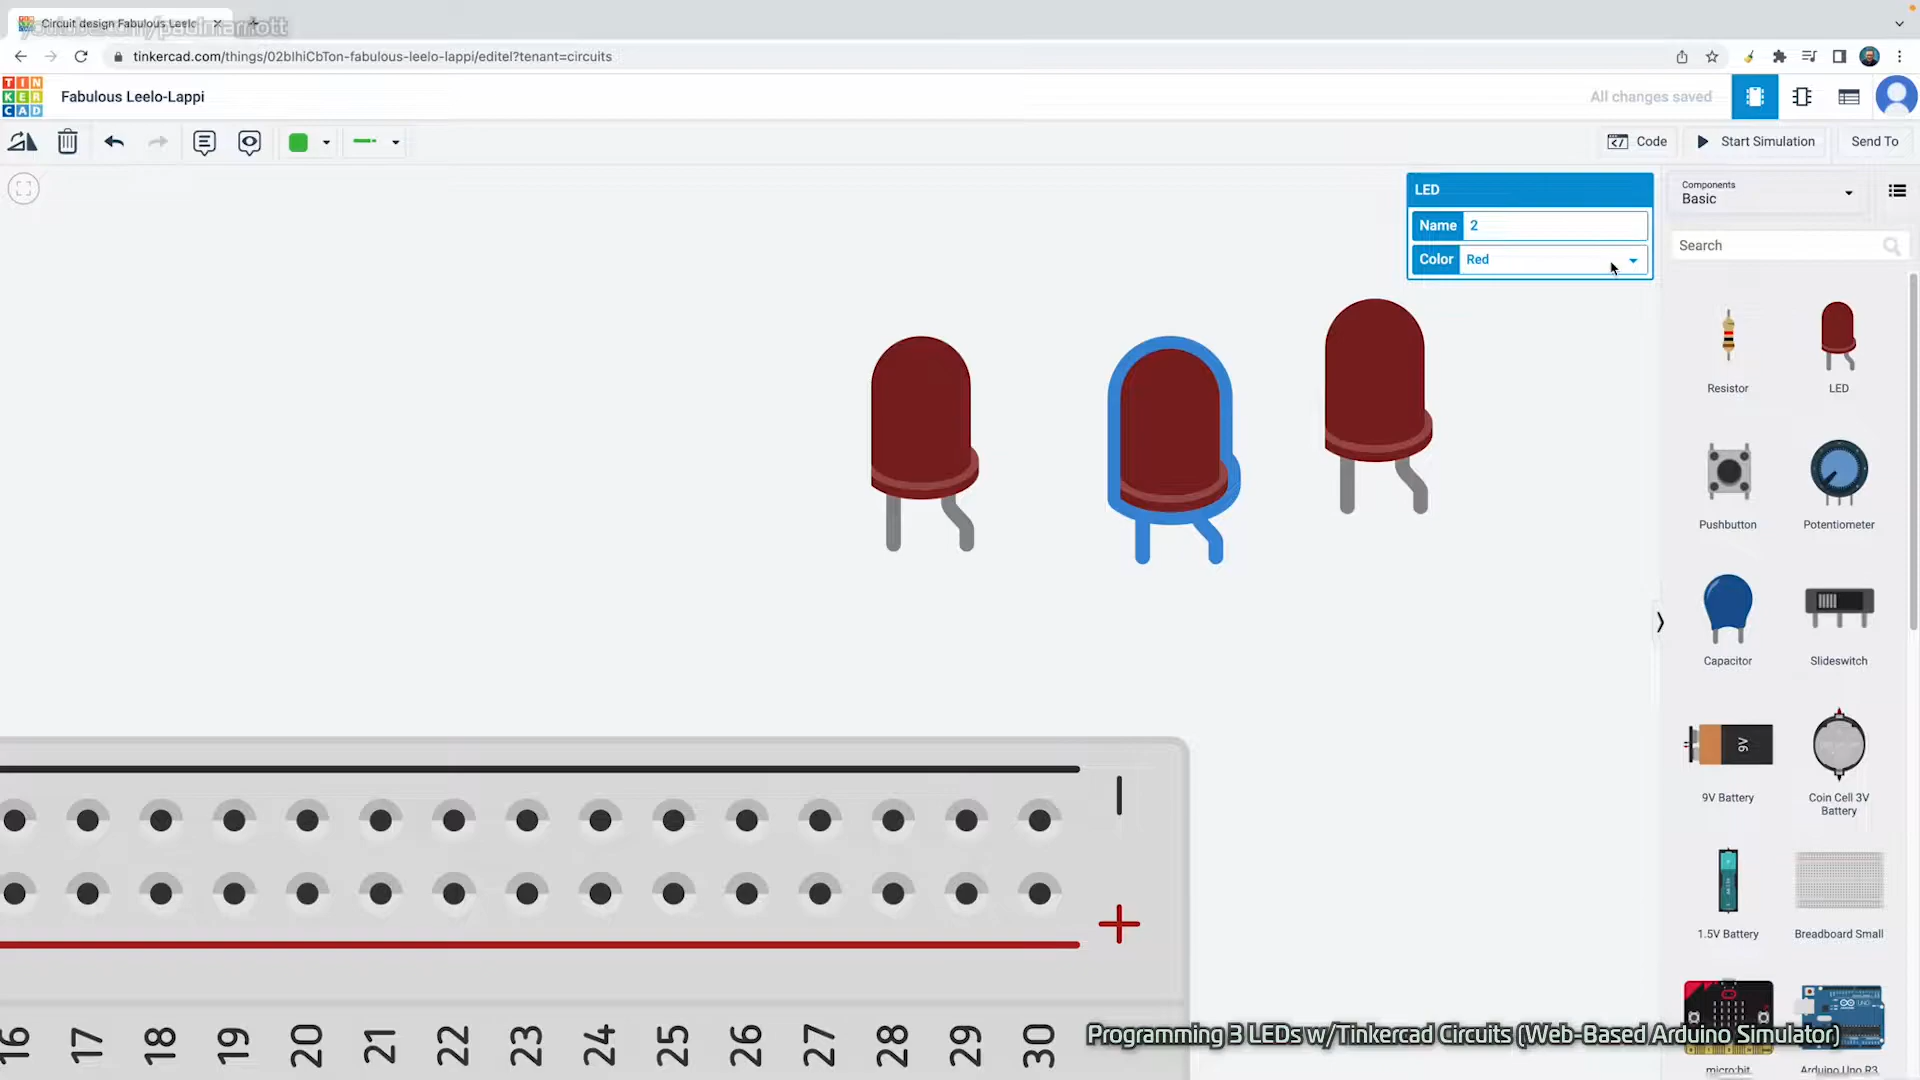 Circuit design Fabulous Leelo
youtube.com/paulmarriott
tinkercad.com/things/02blhiCbTon-fabulous-leelo-lappi/editel?tenant=circuits
TIN
KER
CAD
Fabulous Leelo-Lappi
All changes saved
Code
Start Simulation
Send To
LED
Name 2
Color Red
Components
Basic
Search
Resistor
LED
Pushbutton
Potentiometer
Capacitor
Slideswitch
9V
9V Battery
Coin Cell 3V
Battery
1.5V Battery
Breadboard Small
16 17 18 19 20 21 22 23 24 25 26 27 28 29 30
Programming 3 LEDs w/Tinkercad Circuits (Web-Based Arduino Simulator)
micro:bit
Arduino Uno R3